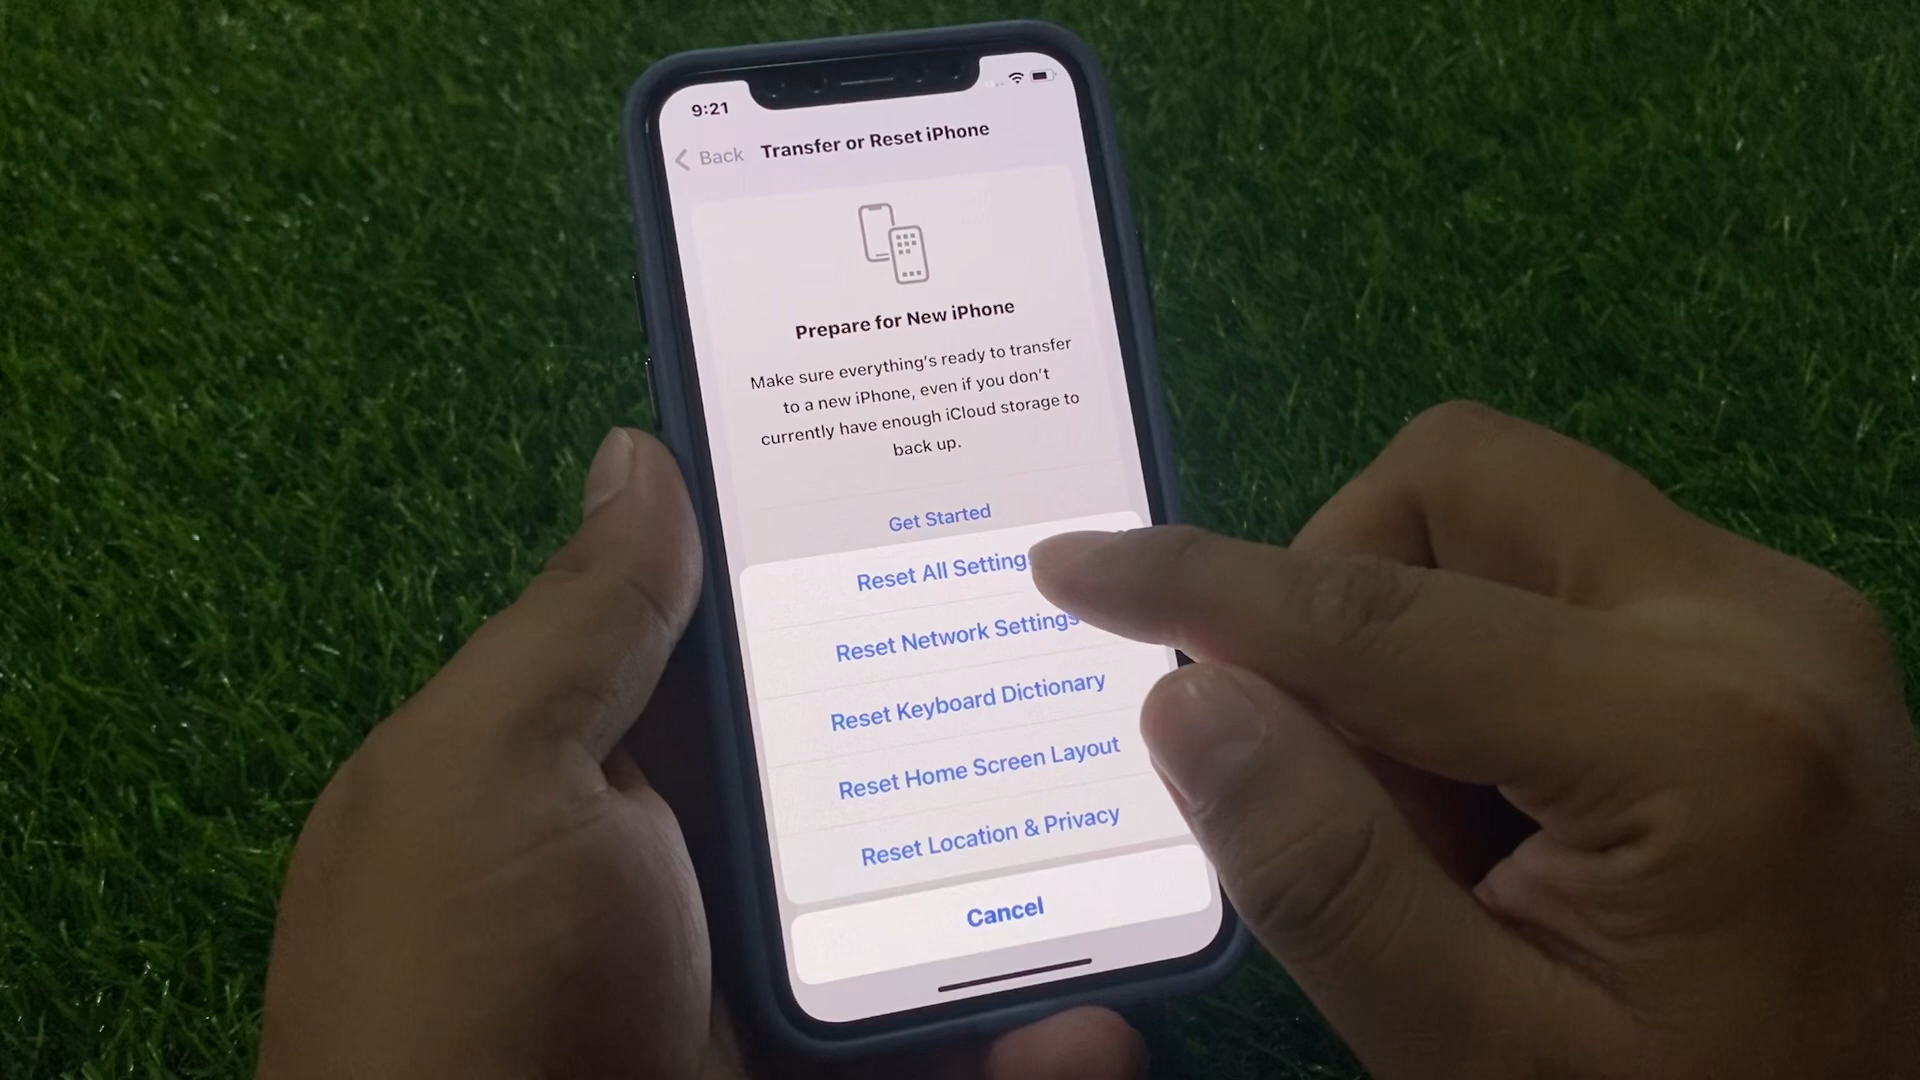 9:21
Back
Transfer or Reset iPhone
Prepare for New iPhone
Make sure everything's ready to transfer
to a new iPhone, even if you don't
currently have enough iCloud storage to
back up.
Get Started
Reset All Settings
Reset Network Settings
Reset Keyboard Dictionary
Reset Home Screen Layout
Reset Location & Privacy
Cancel